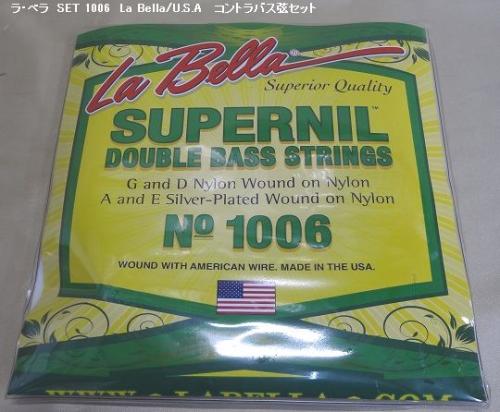 ラ・ベラ SET 1006 La Bella/U.S.A コントラバス弦セット
La Bella®
Superior Quality
SUPERNIL™
DOUBLE BASS STRINGS
G and D Nylon Wound on Nylon
A and E Silver-Plated Wound on Nylon
Nº 1006
WOUND WITH AMERICAN WIRE. MADE IN THE USA.